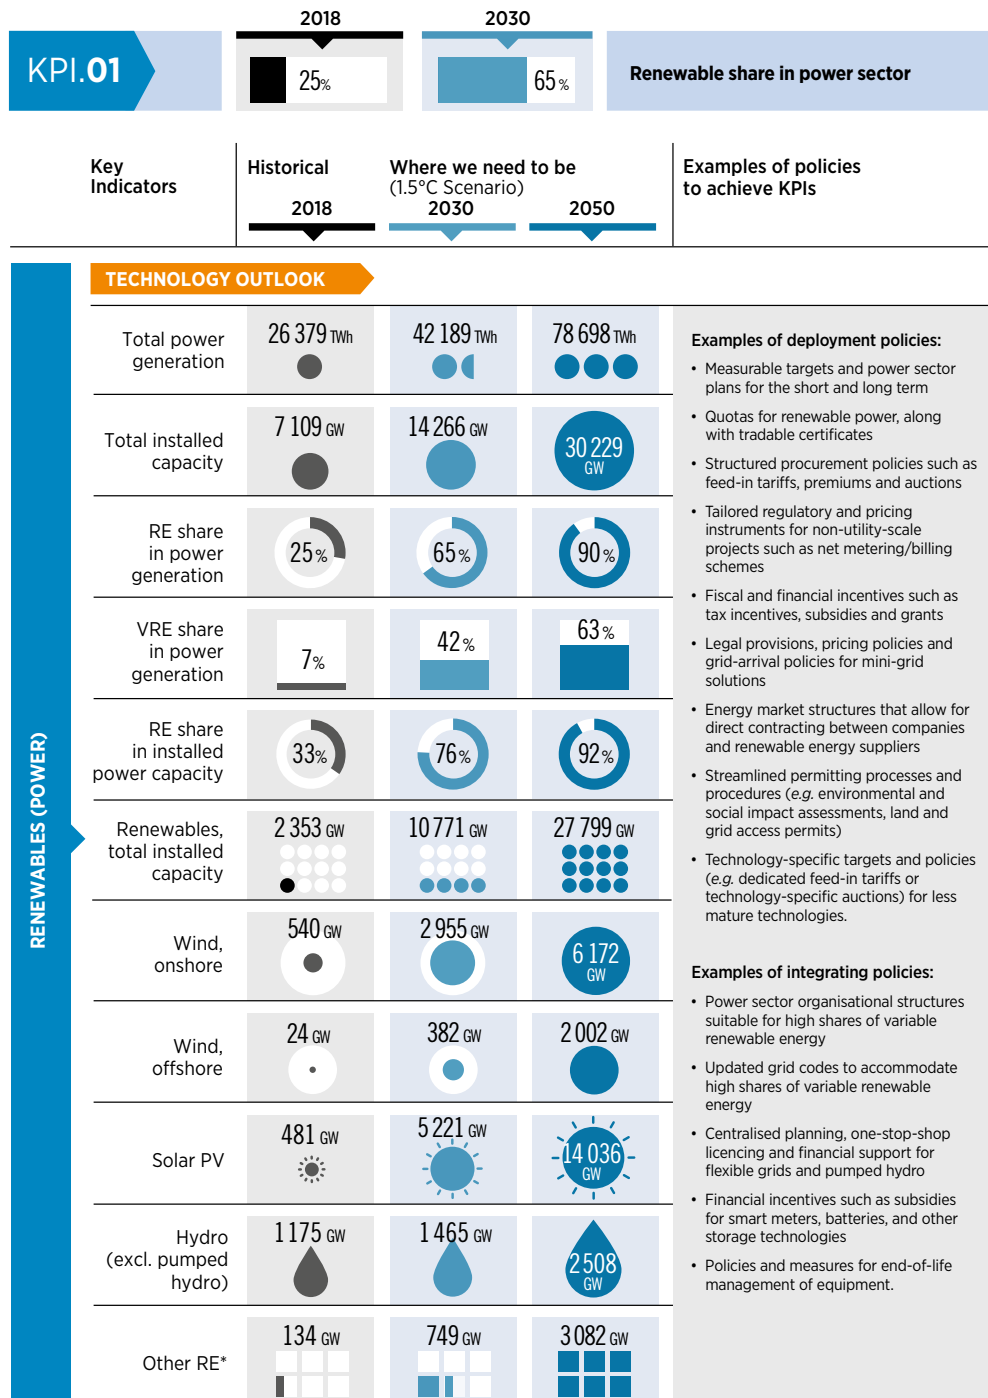 KPI.01
2018
25%
2030
65%
Renewable share in power sector
Key
Indicators
Historical
2018
Where we need to be
(1.5°C Scenario)
2030
2050
Examples of policies
to achieve KPIs
RENEWABLES (POWER)
TECHNOLOGY OUTLOOK
Total power
generation
26 379 TWh
42 189 TWh
78 698 TWh
Total installed
capacity
7 109 GW
14 266 GW
30 229
GW
RE share
in power
generation
25%
65%
90%
VRE share
in power
generation
7%
42%
63%
RE share
in installed
power capacity
33%
76%
92%
Renewables,
total installed
capacity
2 353 GW
10 771 GW
27 799 GW
Wind,
onshore
540 GW
2 955 GW
6 172
GW
Wind,
offshore
24 GW
382 GW
2 002 GW
Solar PV
481 GW
5 221 GW
14 036
GW
Hydro
(excl. pumped
hydro)
1 175 GW
1 465 GW
2 508
GW
Other RE*
134 GW
749 GW
3 082 GW
Examples of deployment policies:
• Measurable targets and power sector
plans for the short and long term
• Quotas for renewable power, along
with tradable certificates
• Structured procurement policies such as
feed-in tariffs, premiums and auctions
• Tailored regulatory and pricing
instruments for non-utility-scale
projects such as net metering/billing
schemes
• Fiscal and financial incentives such as
tax incentives, subsidies and grants
• Legal provisions, pricing policies and
grid-arrival policies for mini-grid
solutions
• Energy market structures that allow for
direct contracting between companies
and renewable energy suppliers
• Streamlined permitting processes and
procedures (e.g. environmental and
social impact assessments, land and
grid access permits)
• Technology-specific targets and policies
(e.g. dedicated feed-in tariffs or
technology-specific auctions) for less
mature technologies.
Examples of integrating policies:
• Power sector organisational structures
suitable for high shares of variable
renewable energy
• Updated grid codes to accommodate
high shares of variable renewable
energy
• Centralised planning, one-stop-shop
licencing and financial support for
flexible grids and pumped hydro
• Financial incentives such as subsidies
for smart meters, batteries, and other
storage technologies
• Policies and measures for end-of-life
management of equipment.